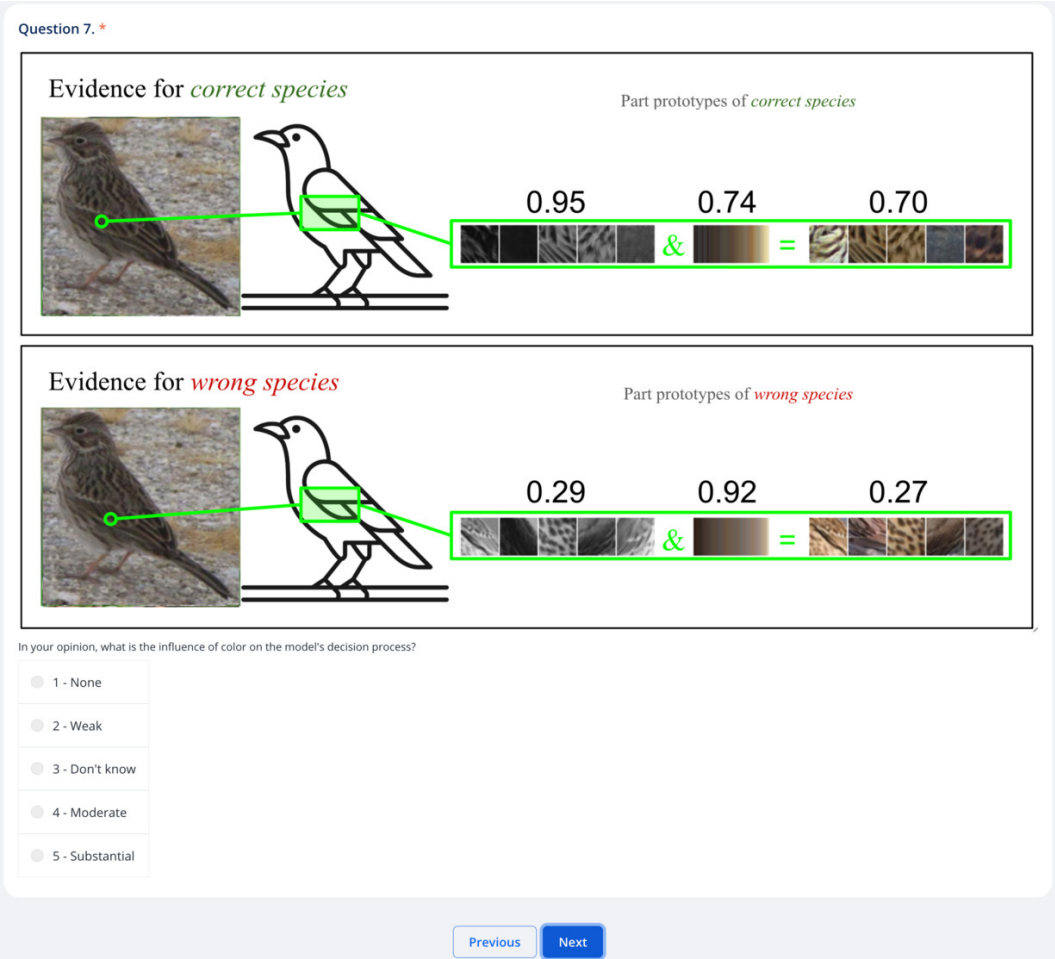 Question 7. *
Evidence for correct species
Part prototypes of correct species
0.95 0.74 0.70
& =
Evidence for wrong species
Part prototypes of wrong species
0.29 0.92 0.27
& =
In your opinion, what is the influence of color on the model's decision process?
1 - None
2 - Weak
3 - Don't know
4 - Moderate
5 - Substantial
Previous Next